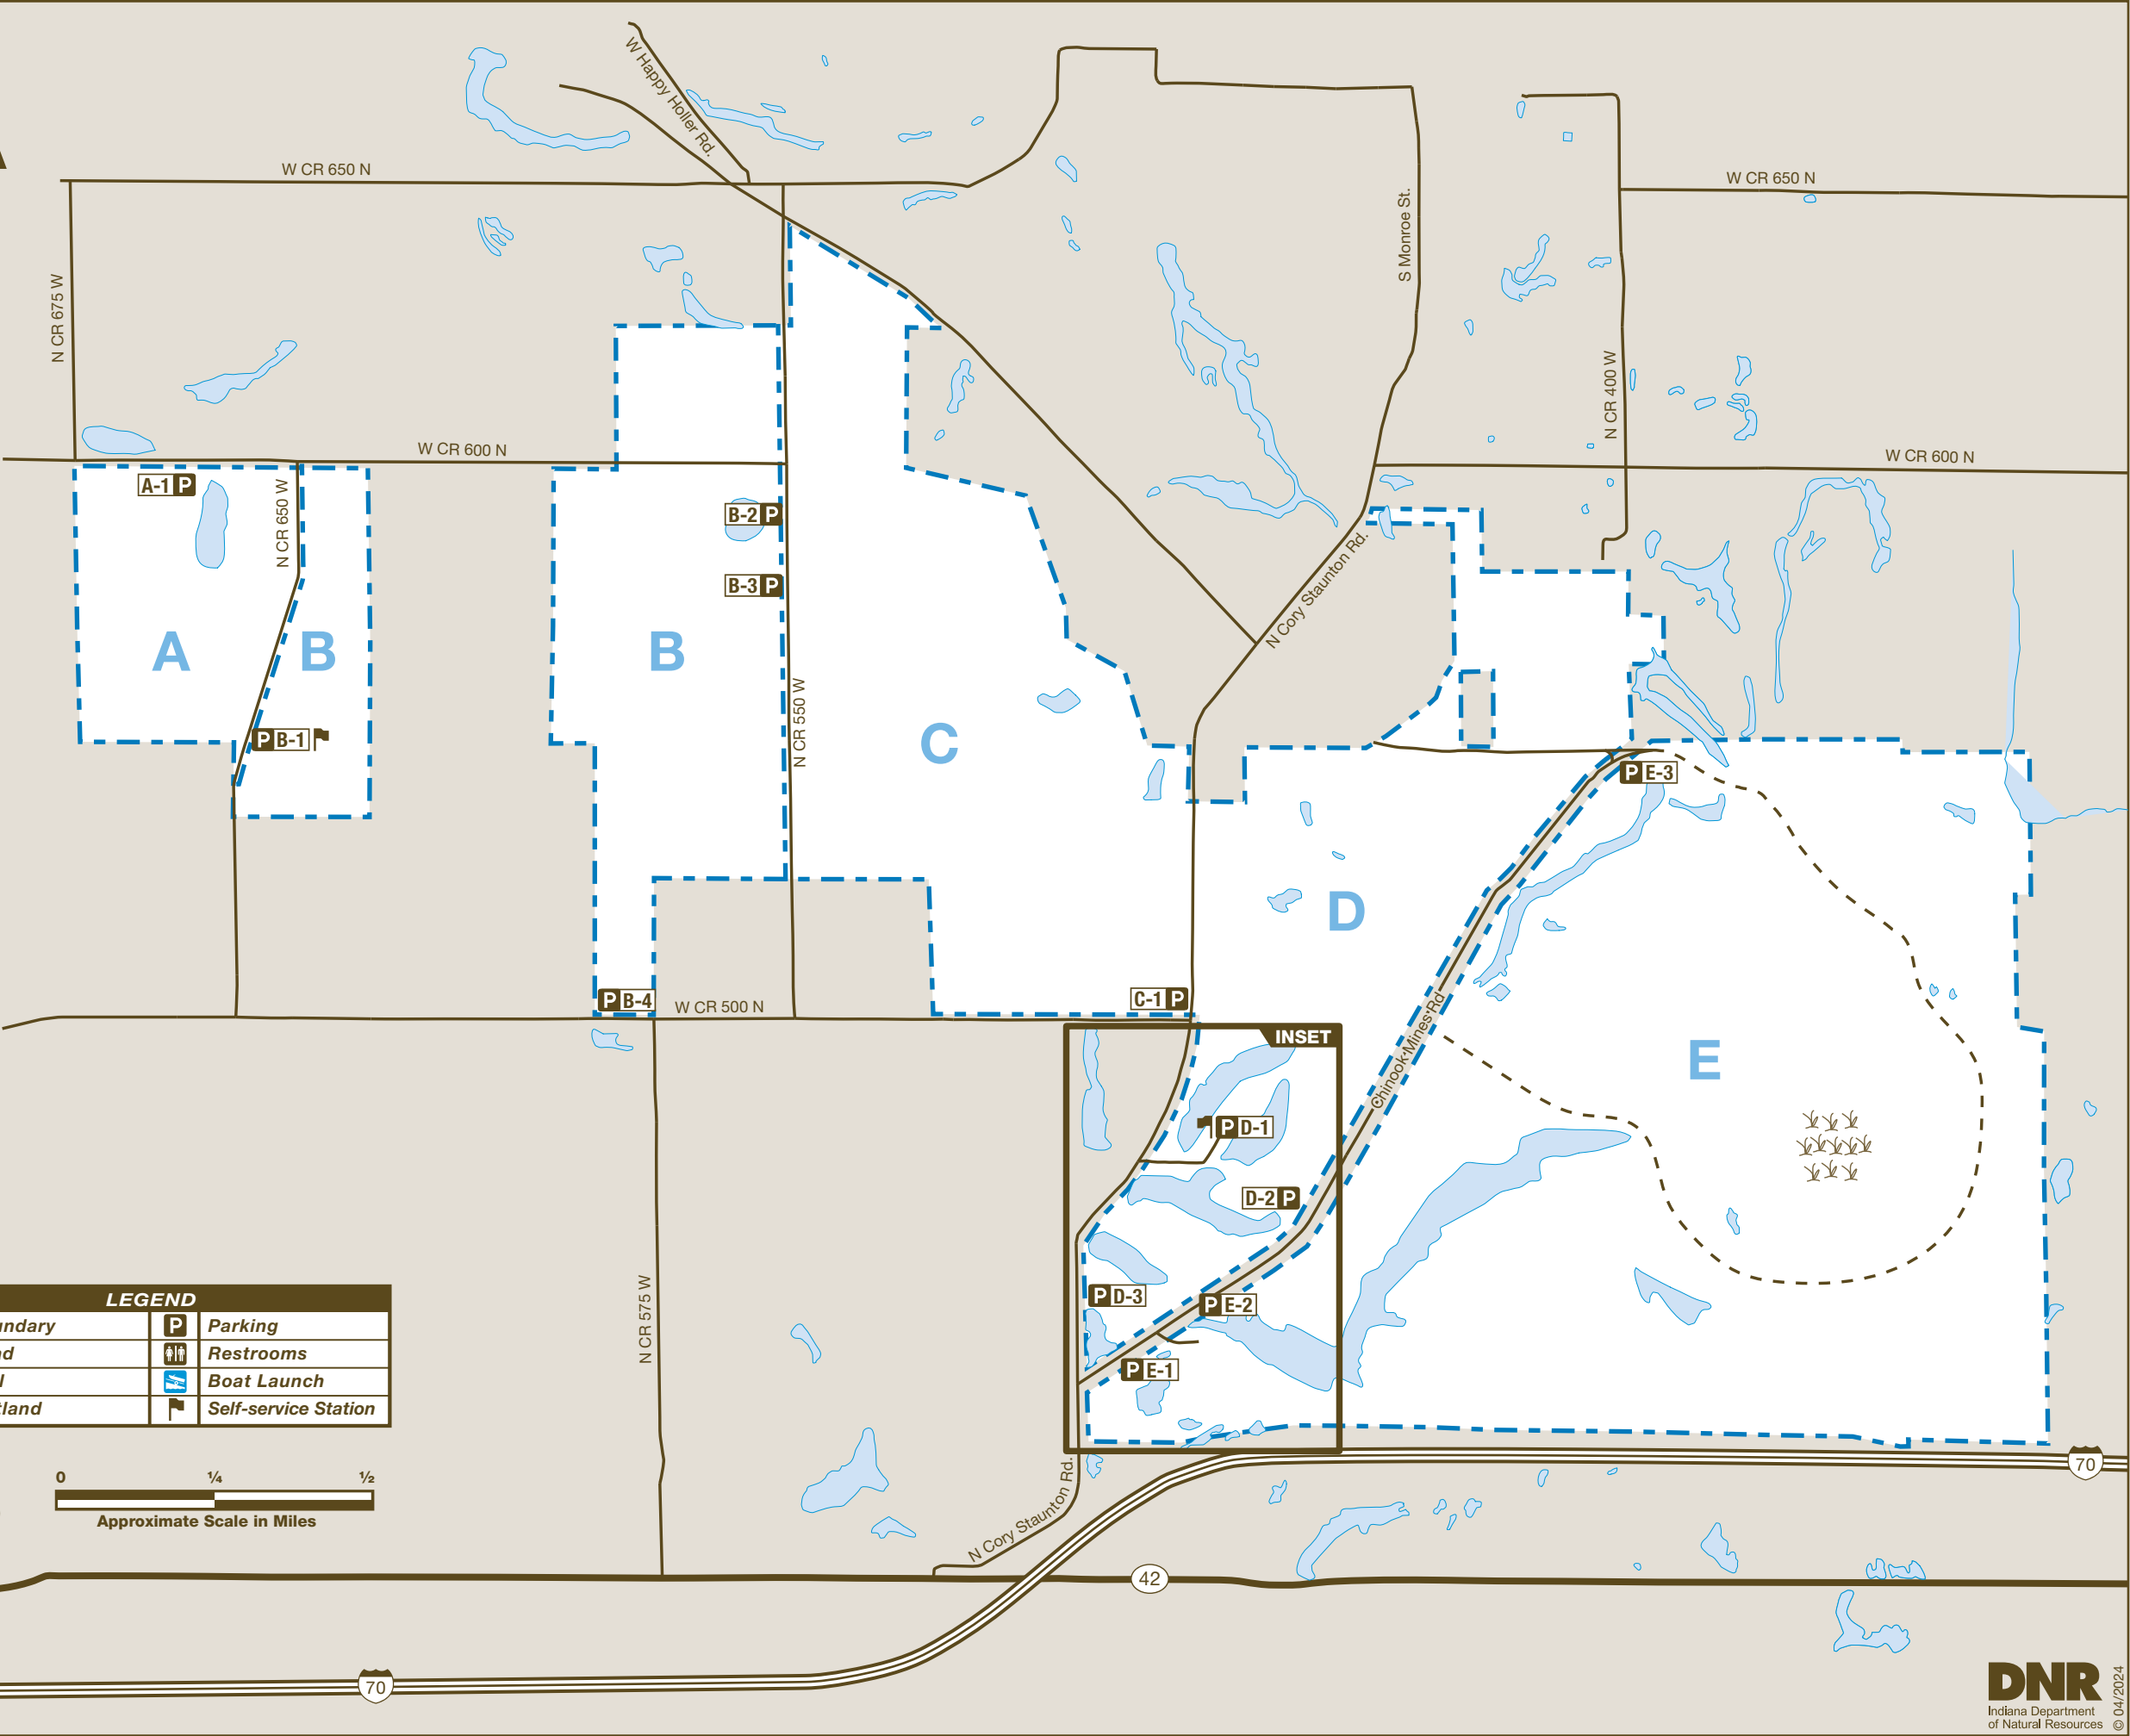 W Happy Holler Rd.
W CR 650 N
W CR 650 N
S Monroe St.
N CR 675 W
N CR 400 W
W CR 600 N
W CR 600 N
A-1 P
N CR 650 W
B-2 P
N Cory Staunton Rd.
B-3 P
A
B
B
N CR 550 W
P B-1
C
P E-3
D
P B-4
W CR 500 N
C-1 P
INSET
Chinook Mines Rd
E
P D-1
D-2 P
P D-3
P E-2
P E-1
N CR 575 W
LEGEND
P Parking
Restrooms
Boat Launch
Self-service Station
0 ¼ ½
Approximate Scale in Miles
N Cory Staunton Rd.
70
42
70
DNR
Indiana Department
of Natural Resources
© 04/2024